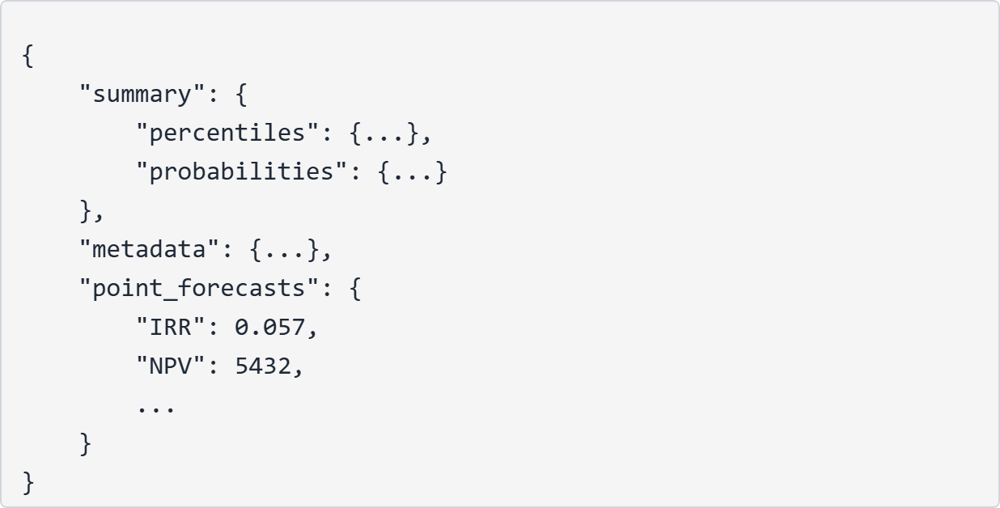 {
    "summary": {
        "percentiles": {...},
        "probabilities": {...}
    },
    "metadata": {...},
    "point_forecasts": {
        "IRR": 0.057,
        "NPV": 5432,
        ...
    }
}